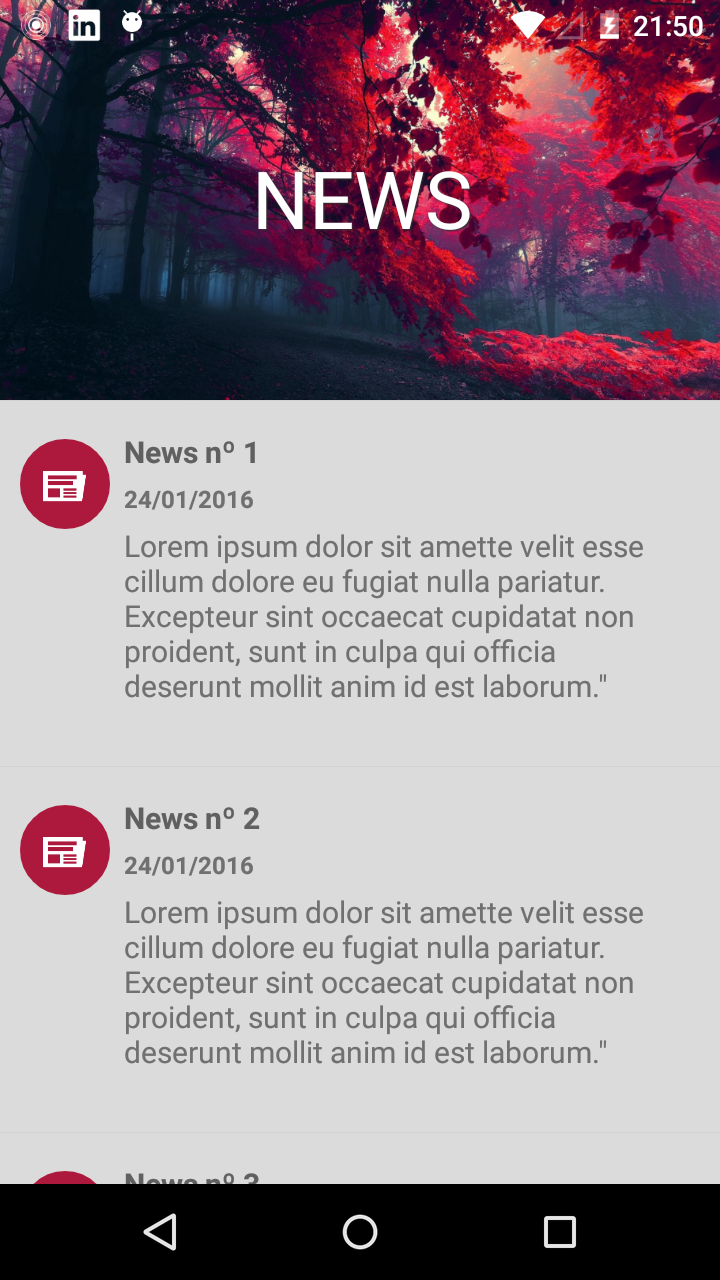 in
21:50
NEWS
News nº 1
24/01/2016
Lorem ipsum dolor sit amette velit esse
cillum dolore eu fugiat nulla pariatur.
Excepteur sint occaecat cupidatat non
proident, sunt in culpa qui officia
deserunt mollit anim id est laborum."
News nº 2
24/01/2016
Lorem ipsum dolor sit amette velit esse
cillum dolore eu fugiat nulla pariatur.
Excepteur sint occaecat cupidatat non
proident, sunt in culpa qui officia
deserunt mollit anim id est laborum."
News nº 3